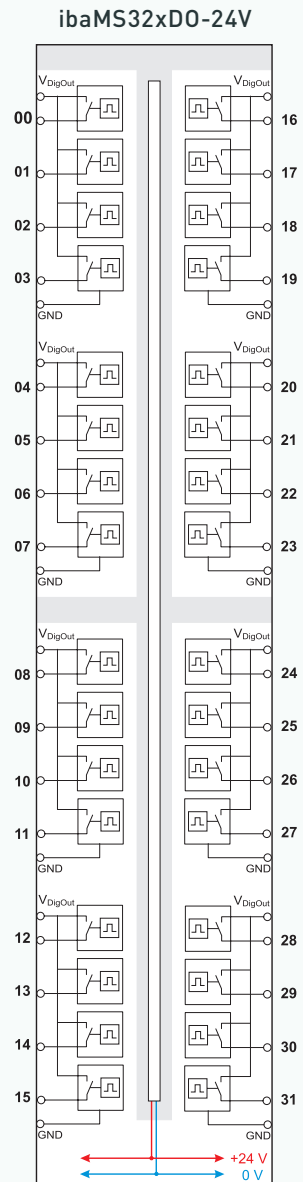 ibaMS32xDO-24V
VDigOut
00
01
02
03
GND
VDigOut
16
17
18
19
GND
VDigOut
04
05
06
07
GND
VDigOut
20
21
22
23
GND
VDigOut
08
09
10
11
GND
VDigOut
24
25
26
27
GND
VDigOut
12
13
14
15
GND
VDigOut
28
29
30
31
GND
+24 V
0 V